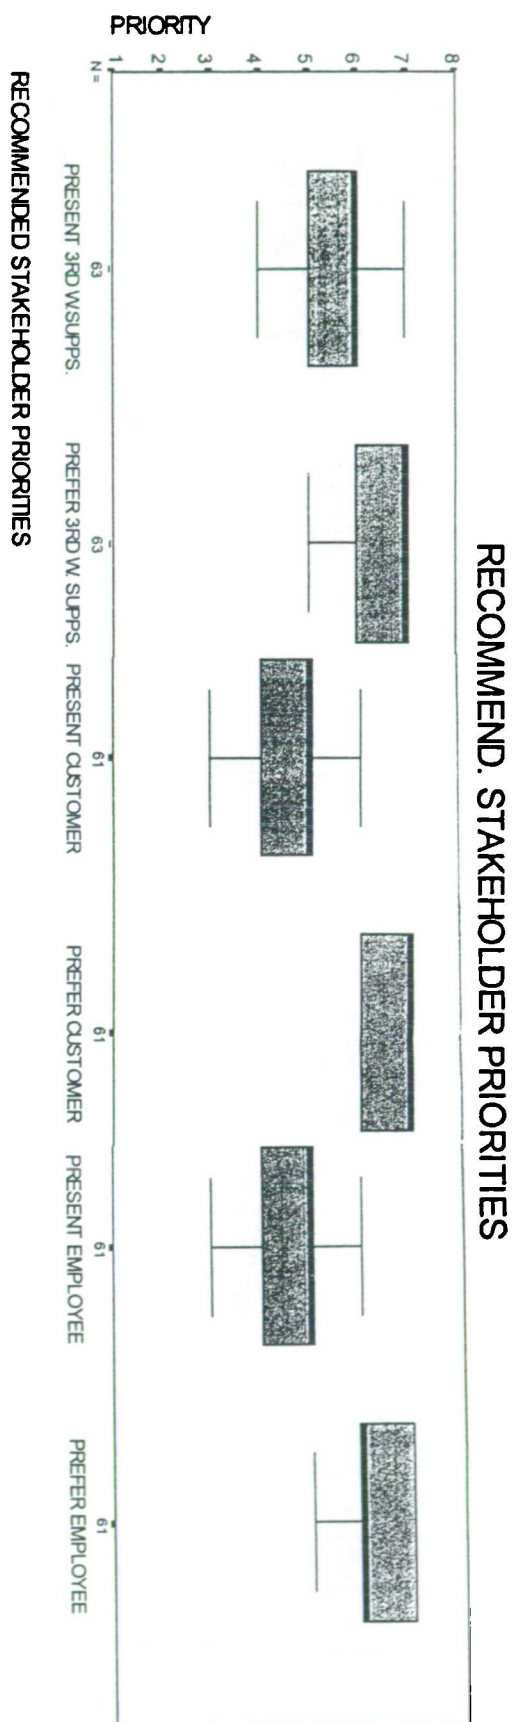 RECOMMEND. STAKEHOLDER PRIORITIES
PRIORITY
8
7
6
5
4
3
2
1
N =
63
63
61
61
61
61
PRESENT 3RD W.SUPPS.
PREFER 3RD W. SUPPS.
PRESENT CUSTOMER
PREFER CUSTOMER
PRESENT EMPLOYEE
PREFER EMPLOYEE
RECOMMENDED STAKEHOLDER PRIORITIES